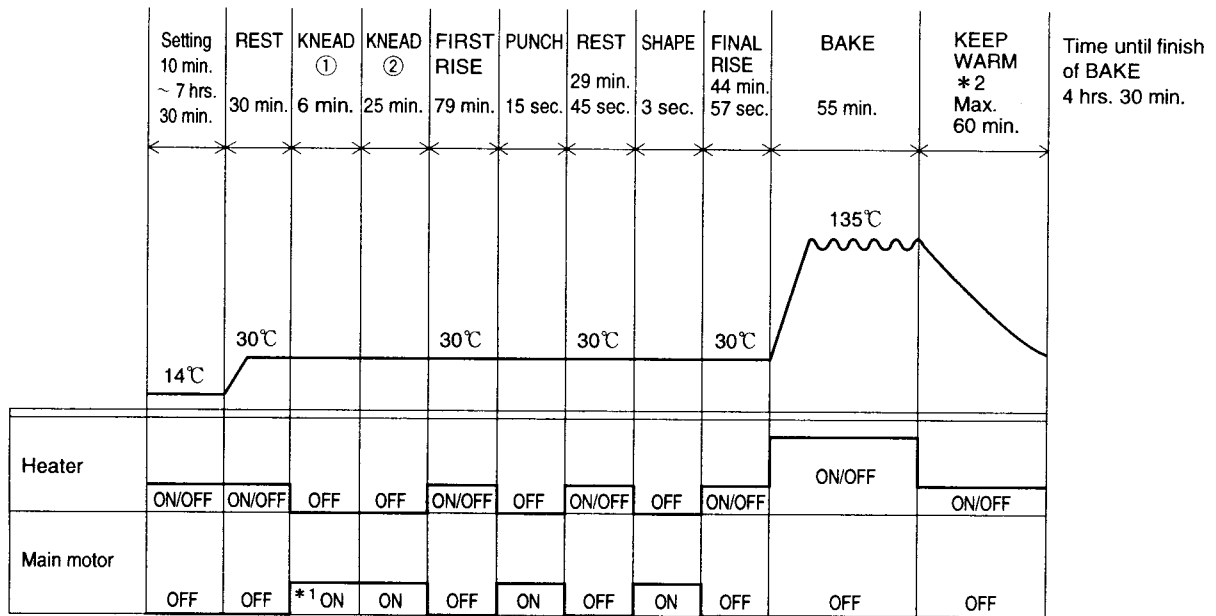 Setting
10 min.
~ 7 hrs.
30 min.
REST
30 min.
KNEAD
①
6 min.
KNEAD
②
25 min.
FIRST
RISE
79 min.
PUNCH
15 sec.
REST
29 min.
45 sec.
SHAPE
3 sec.
FINAL
RISE
44 min.
57 sec.
BAKE
55 min.
KEEP
WARM
*2
Max.
60 min.
Time until finish
of BAKE
4 hrs. 30 min.
135℃
30℃ 30℃ 30℃ 30℃
14℃
Heater
ON/OFF ON/OFF OFF OFF ON/OFF OFF ON/OFF OFF ON/OFF ON/OFF ON/OFF
Main motor
OFF OFF *1 ON ON OFF ON OFF ON OFF OFF OFF